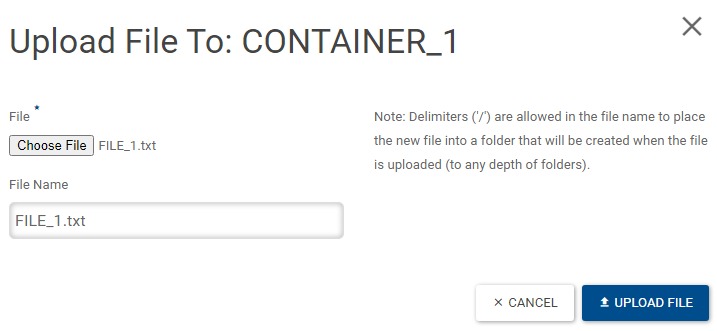 Upload File To: CONTAINER_1
File *
Choose File FILE_1.txt
File Name
FILE_1.txt
Note: Delimiters ('/') are allowed in the file name to place
the new file into a folder that will be created when the file
is uploaded (to any depth of folders).
CANCEL
UPLOAD FILE